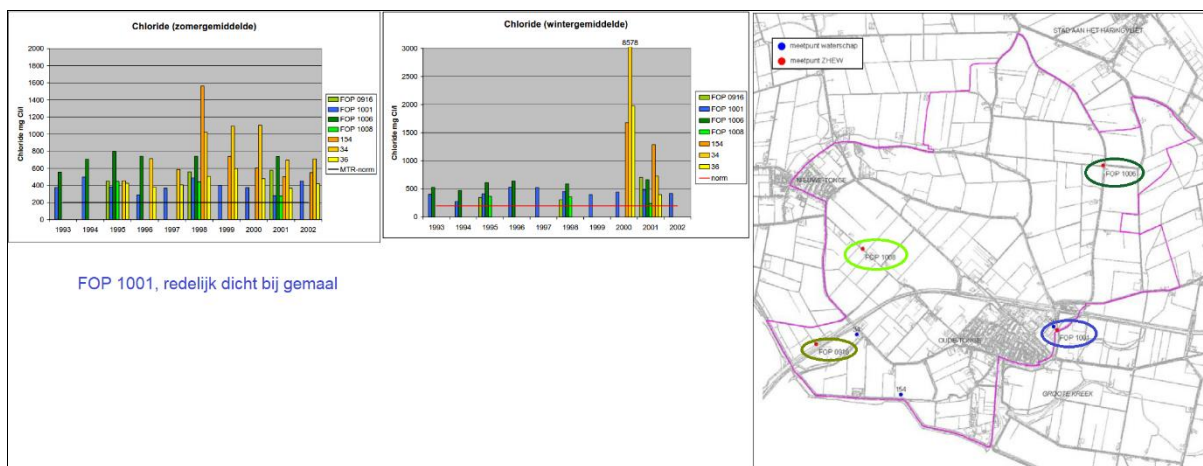 Chloride (zomergemiddelde)
Chloride mg Cl/l
2000
1800
1600
1400
1200
1000
800
600
400
200
0
1993 1994 1995 1996 1997 1998 1999 2000 2001 2002
FOP 0916
FOP 1001
FOP 1006
FOP 1008
154
34
36
MTR-norm
Chloride (wintergemiddelde)
8578
Chloride mg Cl/l
3000
2500
2000
1500
1000
500
0
1993 1994 1995 1996 1997 1998 1999 2000 2001 2002
FOP 0916
FOP 1001
FOP 1006
FOP 1008
154
34
36
norm
FOP 1001, redelijk dicht bij gemaal
meetpunt waterschap
meetpunt ZHEW
STAD AAN HET HARINGVLIET
FOP 1006
NIEUWE-TONGE
FOP 1008
FOP 1001
34
OUDE-TONGE
FOP 0916
154
GROOTE KREEK